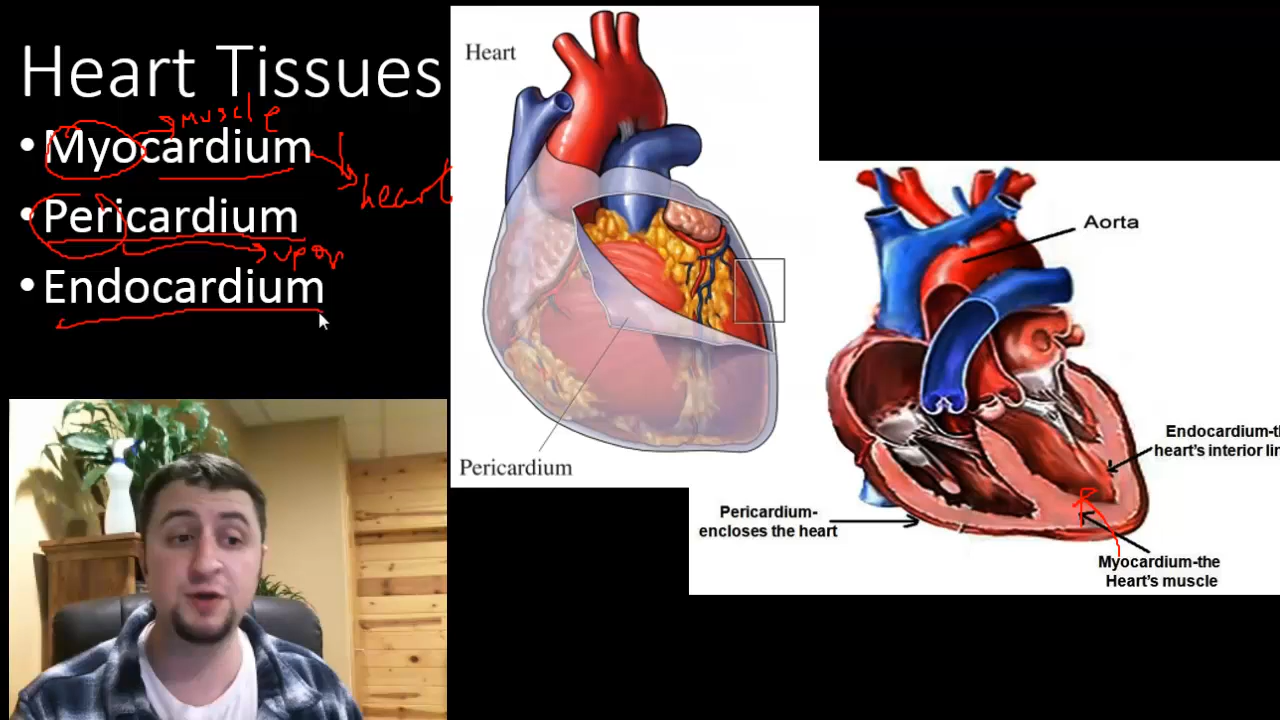 Heart Tissues
muscle
• Myocardium
heart
• Pericardium
upon
• Endocardium
Heart
Pericardium
Aorta
Endocardium-th
heart's interior lin
Pericardium-
encloses the heart
Myocardium-the
Heart's muscle